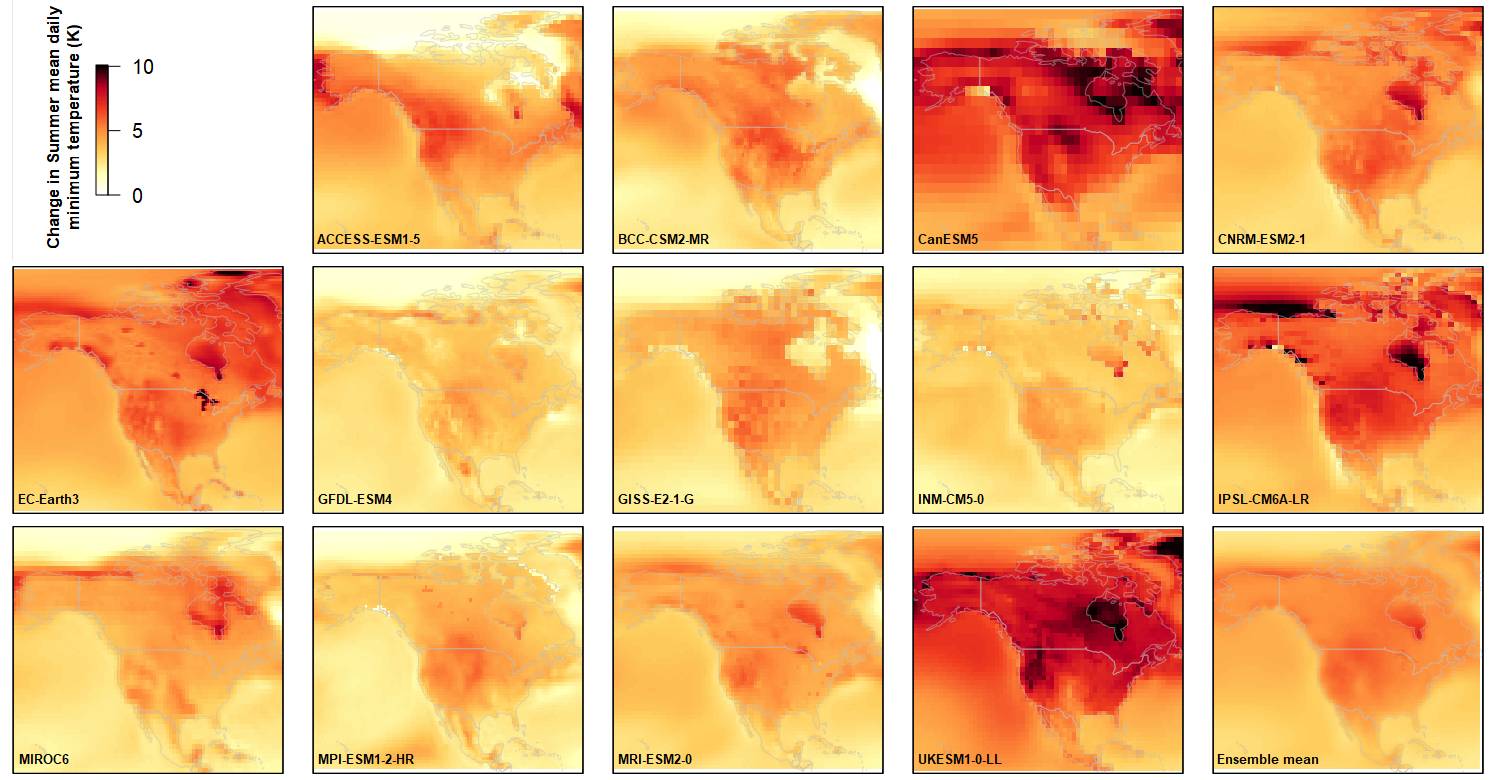 Change in Summer mean daily
minimum temperature (K)
10
5
0
ACCESS-ESM1-5
BCC-CSM2-MR
CanESM5
CNRM-ESM2-1
EC-Earth3
GFDL-ESM4
GISS-E2-1-G
INM-CM5-0
IPSL-CM6A-LR
MIROC6
MPI-ESM1-2-HR
MRI-ESM2-0
UKESM1-0-LL
Ensemble mean